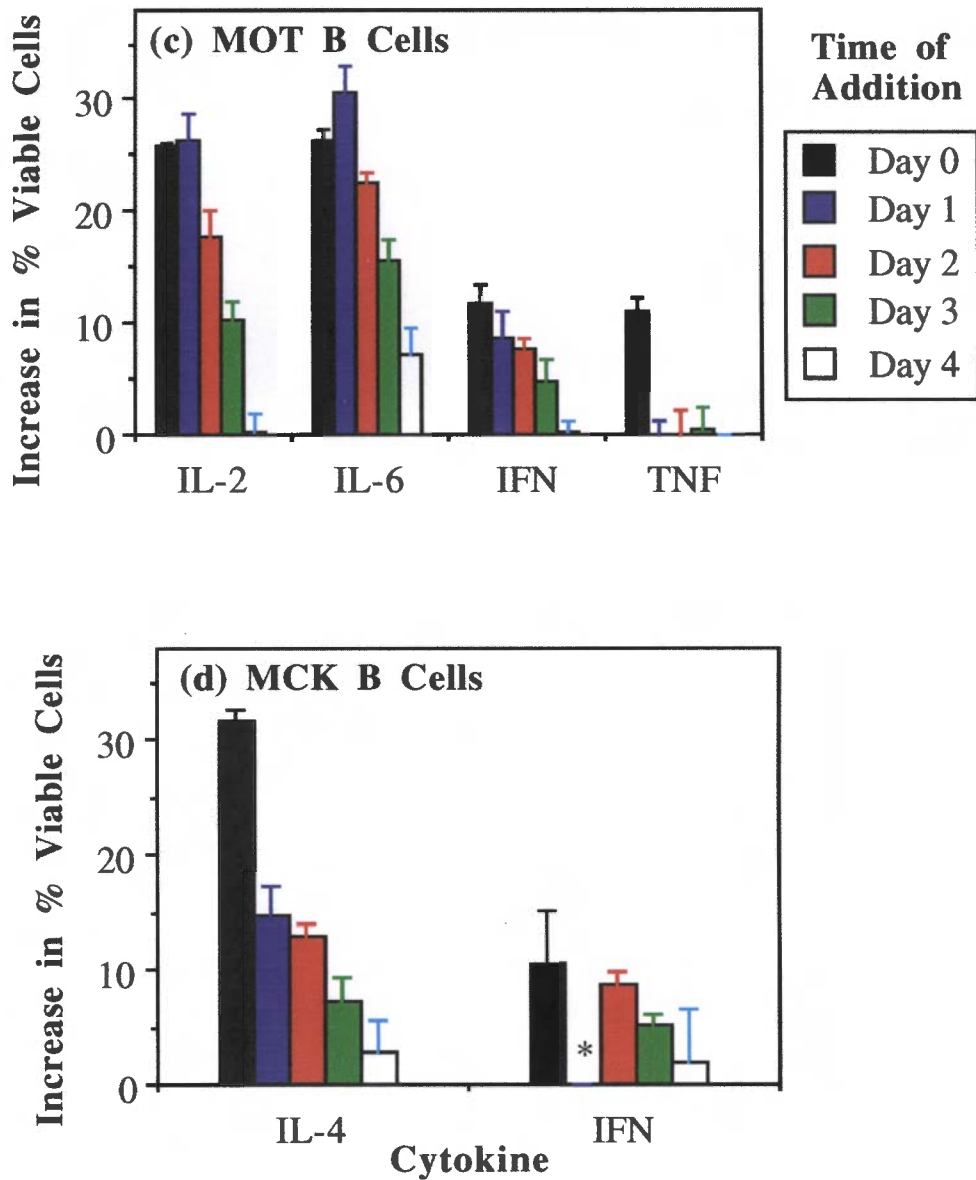 (c) MOT B Cells
Increase in % Viable Cells
30
20
10
0
IL-2 IL-6 IFN TNF
Time of
Addition
Day 0
Day 1
Day 2
Day 3
Day 4
(d) MCK B Cells
Increase in % Viable Cells
30
20
10
0
*
IL-4 IFN
Cytokine